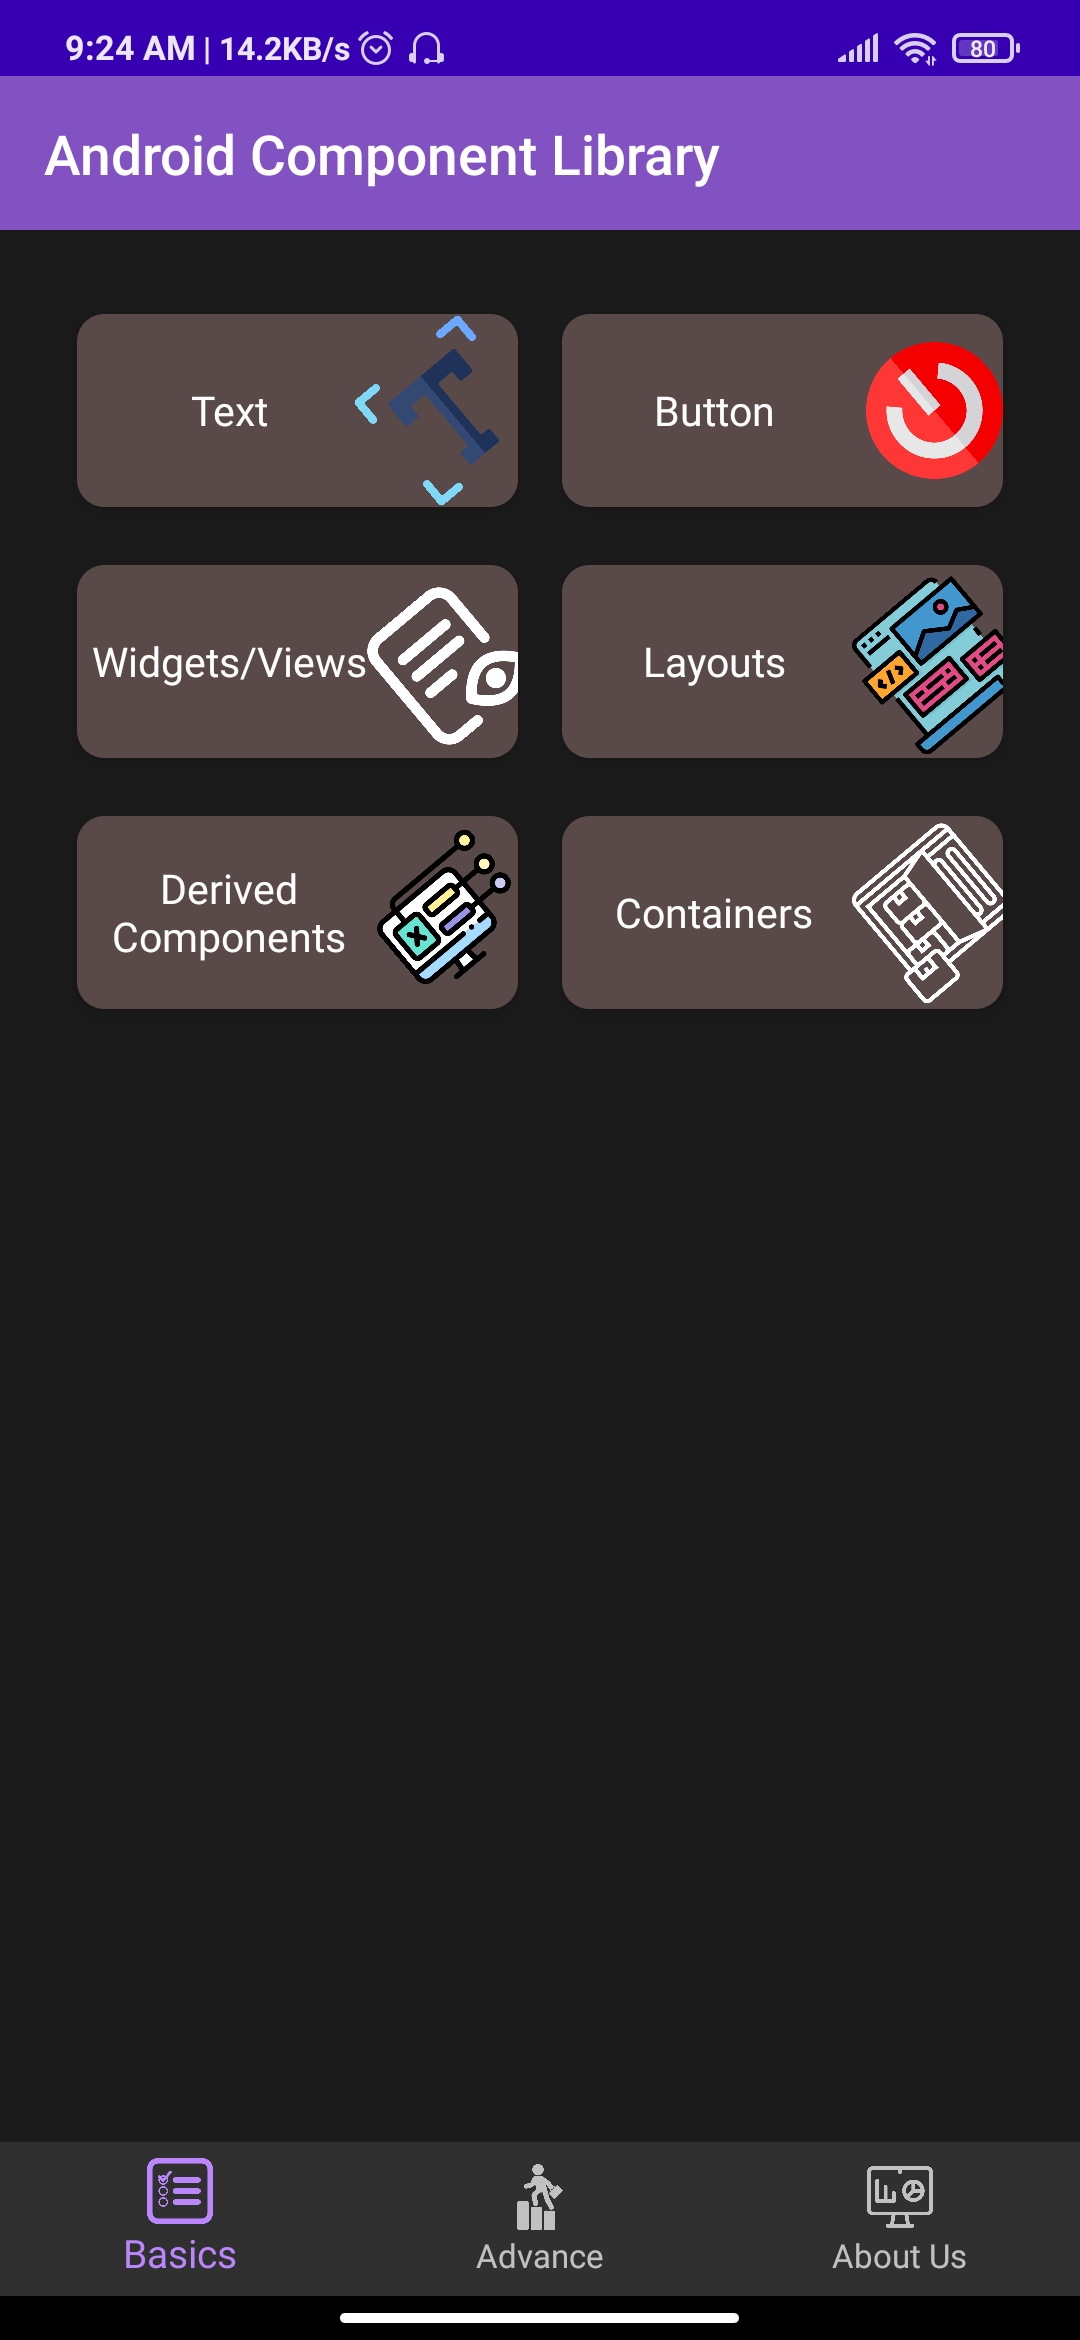 9:24 AM | 14.2KB/s
80
Android Component Library
Text
Button
Widgets/Views
Layouts
Derived
Components
Containers
Basics
Advance
About Us